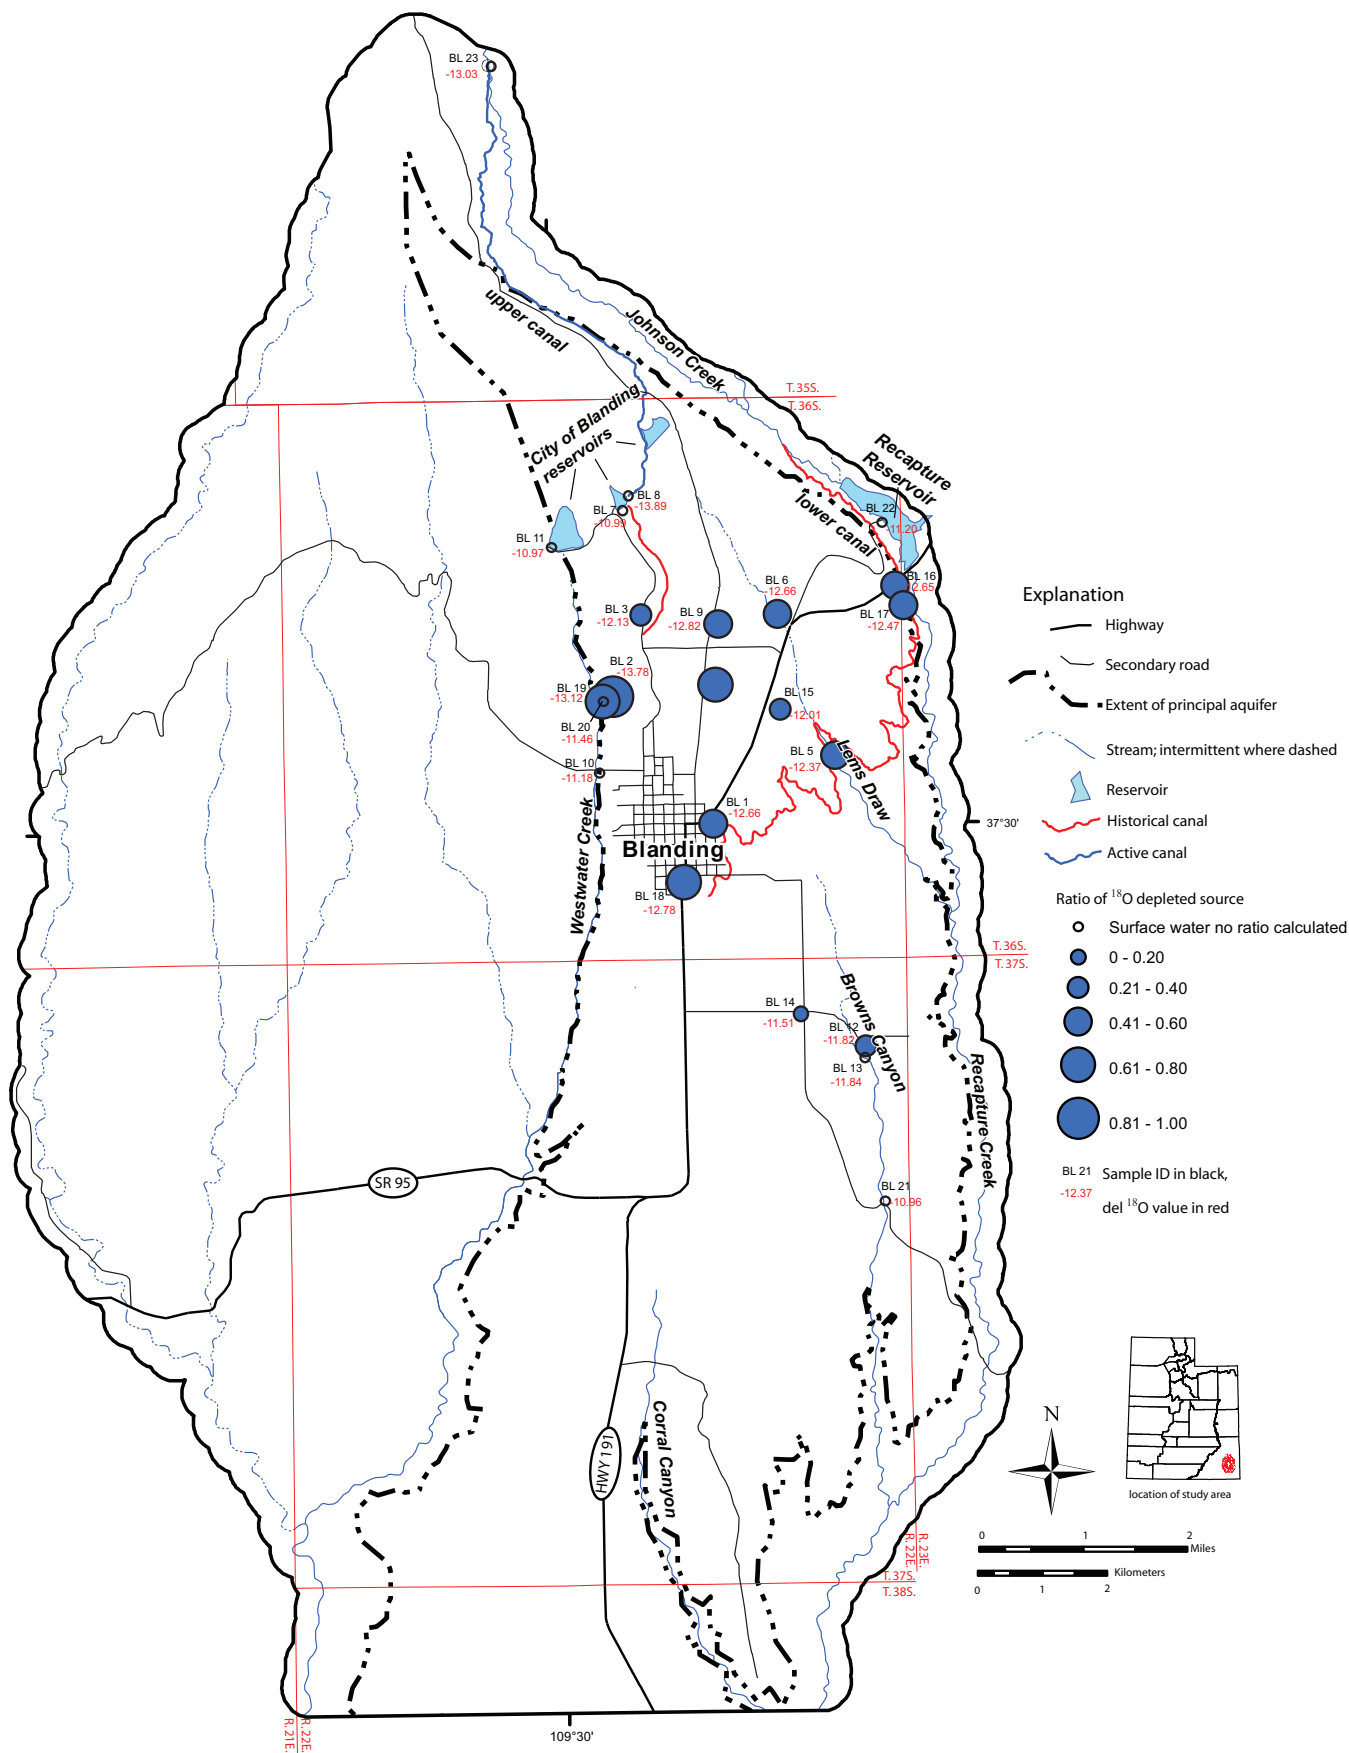 BL 23
-13.03
upper canal
Johnson Creek
T. 35S.
T. 36S.
City of Blanding
reservoirs
Recapture
Reservoir
lower canal
BL 8
-13.89
BL 7
-10.99
BL 22
-11.20
BL 11
-10.97
BL 16
-12.65
BL 6
-12.66
BL 3
-12.13
BL 9
-12.82
BL 17
-12.47
BL 2
-13.78
BL 19
-13.12
BL 20
-11.46
BL 15
-12.01
BL 5
-12.37
Lems Draw
BL 10
-11.18
BL 1
-12.66
Westwater Creek
Blanding
BL 18
-12.78
37°30'
T. 36S.
T. 37S.
BL 14
-11.51
Browns Canyon
BL 12
-11.82
BL 13
-11.84
Recapture Creek
SR 95
BL 21
-10.96
HWY 191
Corral Canyon
R. 22E.
R. 23E.
T. 37S.
T. 38S.
R. 21E.
R. 22E.
109°30'
Explanation
Highway
Secondary road
Extent of principal aquifer
Stream; intermittent where dashed
Reservoir
Historical canal
Active canal
Ratio of 18O depleted source
Surface water no ratio calculated
0 - 0.20
0.21 - 0.40
0.41 - 0.60
0.61 - 0.80
0.81 - 1.00
BL 21
-12.37
Sample ID in black,
del 18O value in red
N
location of study area
0 1 2
Miles
Kilometers
0 1 2